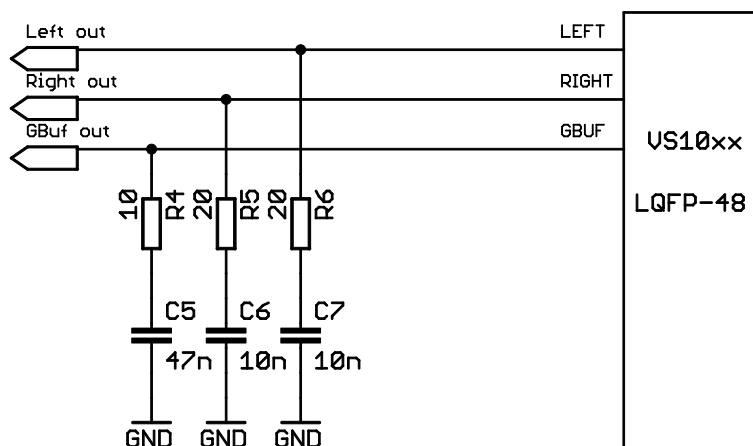 Left out
LEFT
Right out
RIGHT
GBuf out
GBUF
VS10xx
LQFP-48
10
R4
20
R5
20
R6
C5
47n
C6
10n
C7
10n
GND
GND
GND